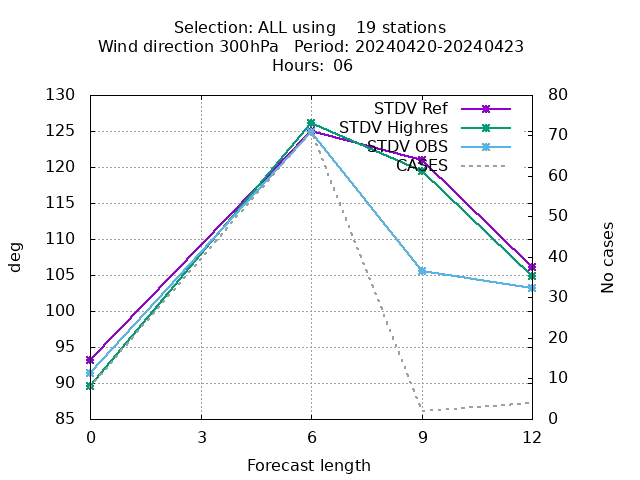 Selection: ALL using    19 stations
Wind direction 300hPa   Period: 20240420-20240423
Hours:  06
130
125
120
115
110
105
100
95
90
85
80
70
60
50
40
30
20
10
0
deg
No cases
STDV Ref
STDV Highres
STDV OBS
CASES
0 3 6 9 12
Forecast length